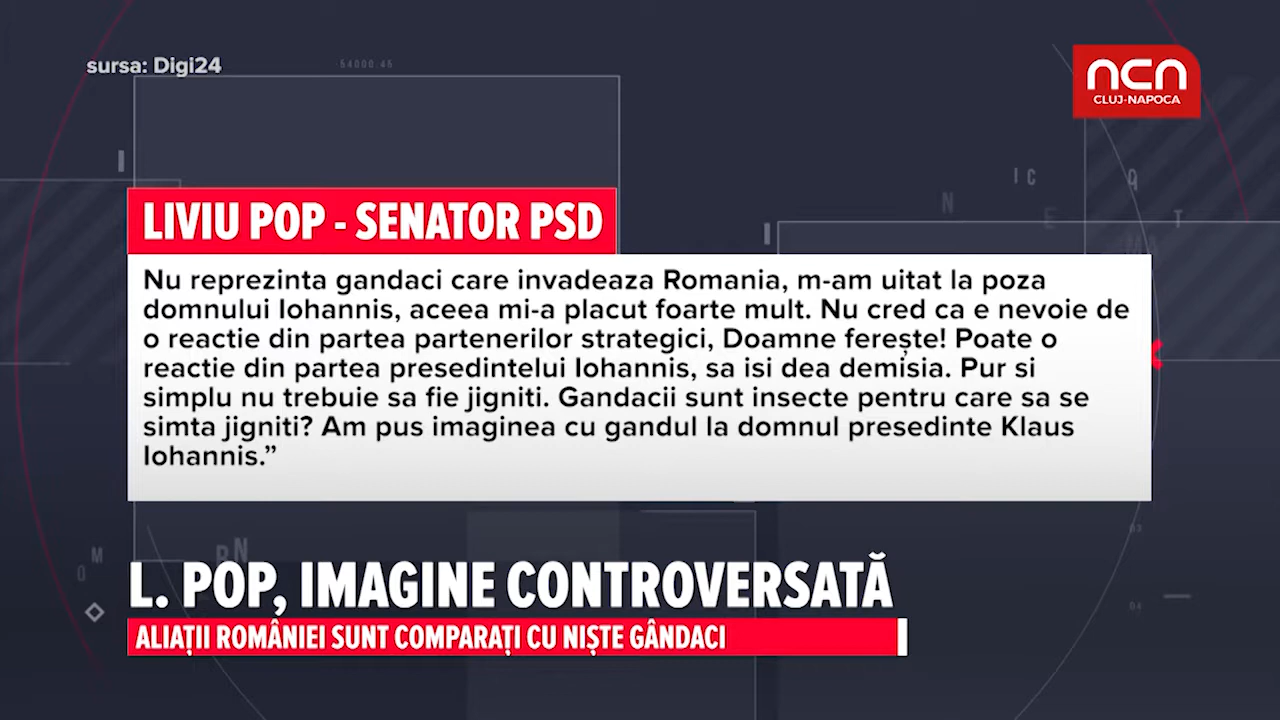 sursa: Digi24
54000:45
ncn
CLUJ-NAPOCA
LIVIU POP - SENATOR PSD
Nu reprezinta gandaci care invadeaza Romania, m-am uitat la poza
domnului Iohannis, aceea mi-a placut foarte mult. Nu cred ca e nevoie de
o reactie din partea partenerilor strategici, Doamne ferește! Poate o
reactie din partea presedintelui Iohannis, sa isi dea demisia. Pur si
simplu nu trebuie sa fie jigniti. Gandacii sunt insecte pentru care sa se
simta jigniti? Am pus imaginea cu gandul la domnul presedinte Klaus
Iohannis.”
L. POP, IMAGINE CONTROVERSATĂ
ALIAȚII ROMÂNIEI SUNT COMPARAȚI CU NIȘTE GÂNDACI